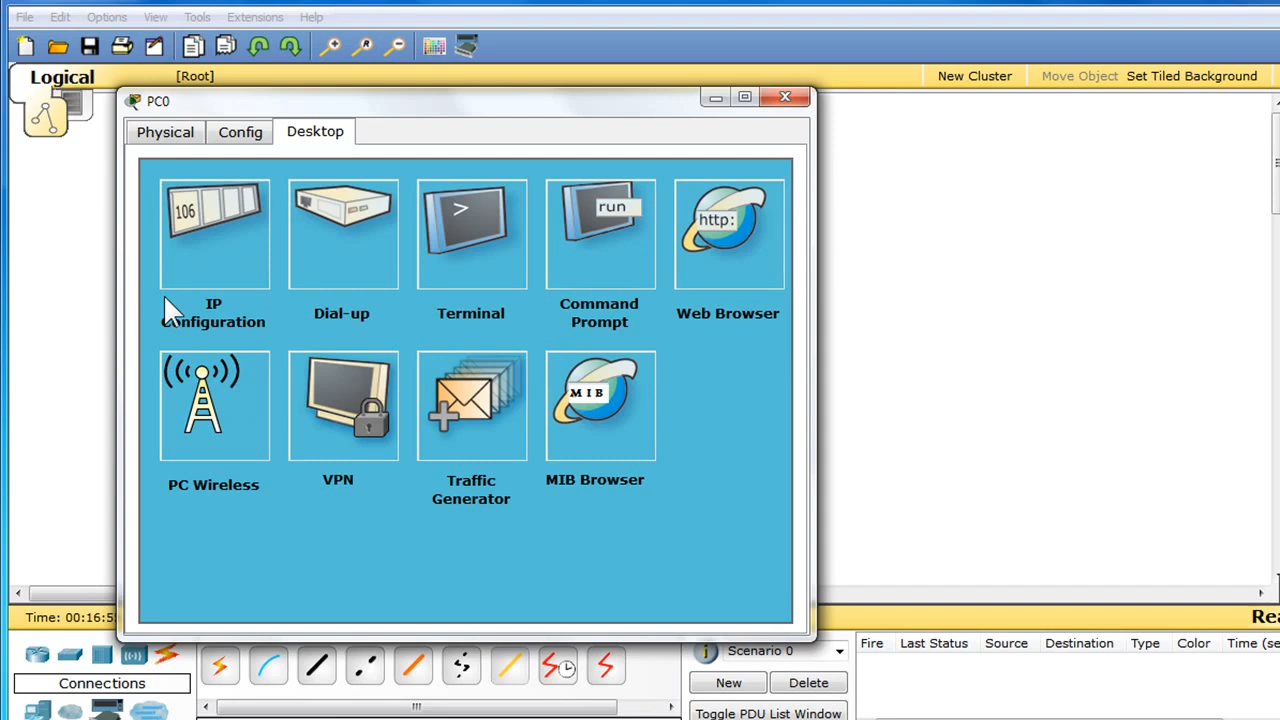 File Edit Options View Tools Extensions Help
Logical [Root] New Cluster Move Object Set Tiled Background
PC0
Physical Config Desktop
106
>
run
http:
IP
Configuration
Dial-up
Terminal
Command
Prompt
Web Browser
MIB
PC Wireless
VPN
Traffic
Generator
MIB Browser
Time: 00:16:5
Connections
Scenario 0
New Delete
Toggle PDU List Window
Fire Last Status Source Destination Type Color Time (se